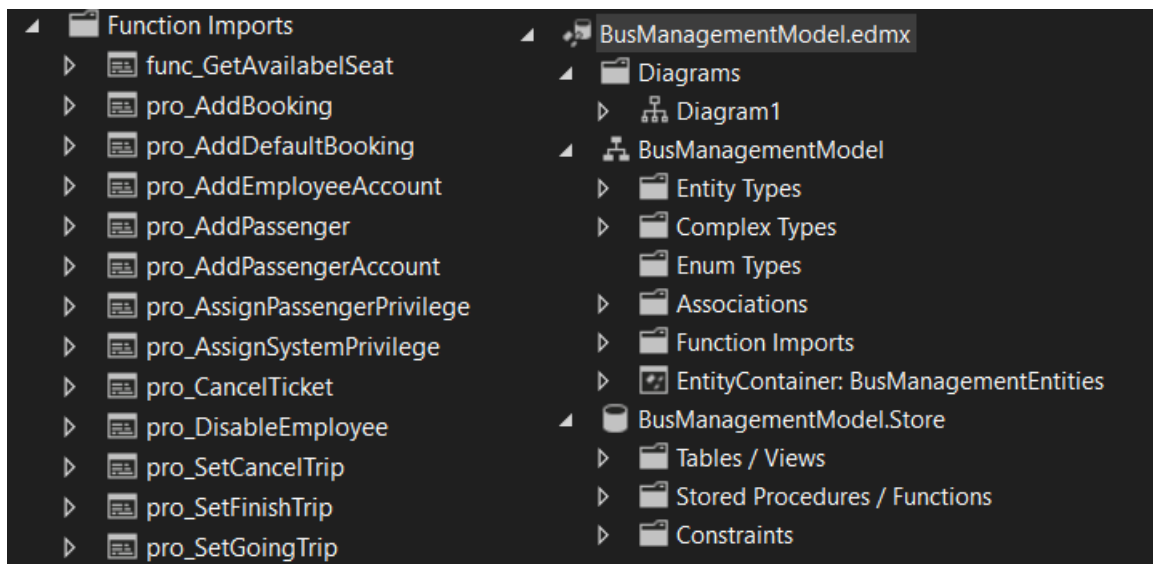 Function Imports
func_GetAvailabelSeat
pro_AddBooking
pro_AddDefaultBooking
pro_AddEmployeeAccount
pro_AddPassenger
pro_AddPassengerAccount
pro_AssignPassengerPrivilege
pro_AssignSystemPrivilege
pro_CancelTicket
pro_DisableEmployee
pro_SetCancelTrip
pro_SetFinishTrip
pro_SetGoingTrip
BusManagementModel.edmx
Diagrams
Diagram1
BusManagementModel
Entity Types
Complex Types
Enum Types
Associations
Function Imports
EntityContainer: BusManagementEntities
BusManagementModel.Store
Tables / Views
Stored Procedures / Functions
Constraints